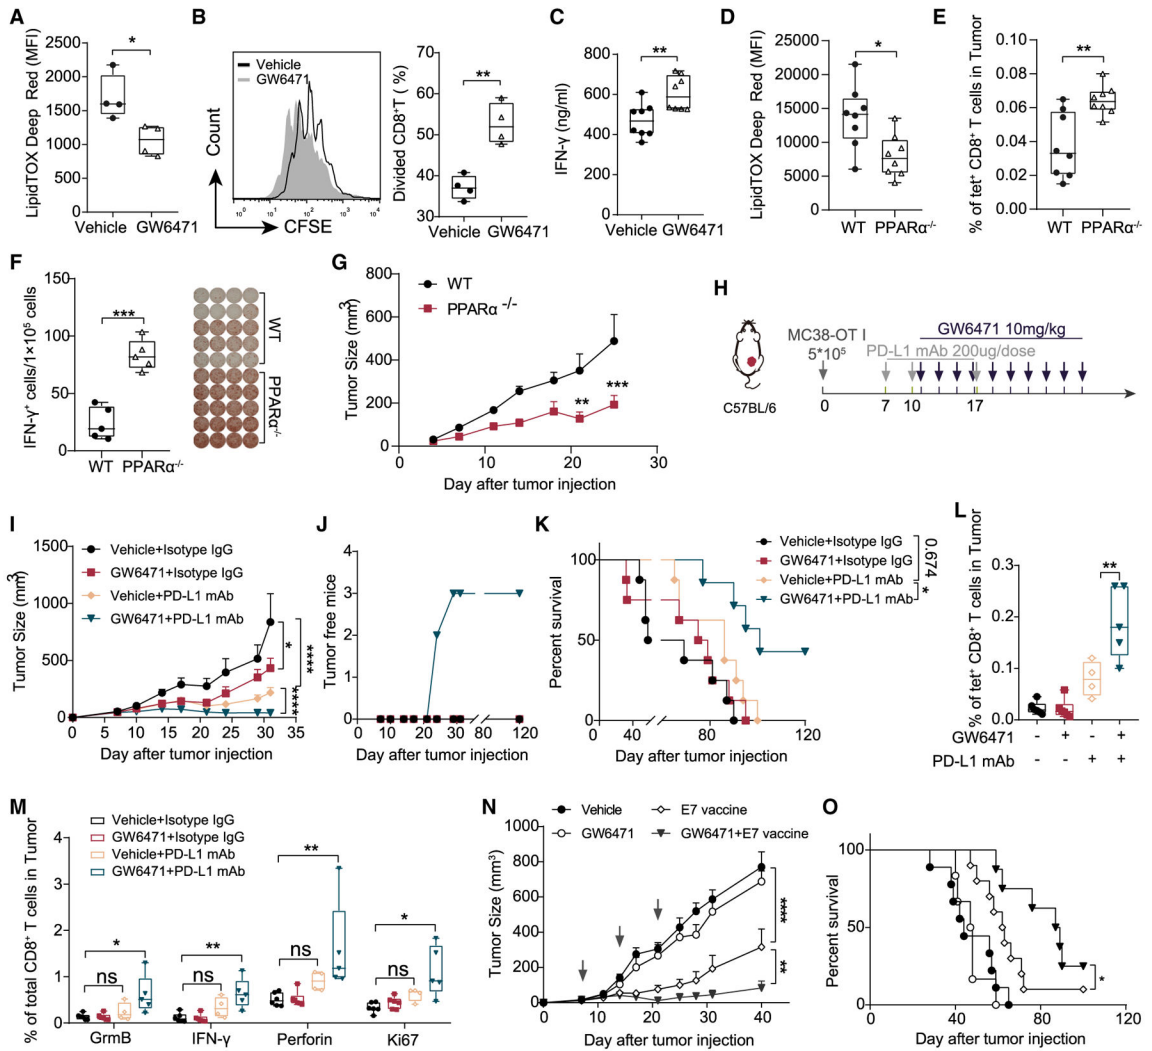 A
LipidTOX Deep Red (MFI)
2500
2000
1500
1000
500
0
*
Vehicle GW6471
B
Vehicle
GW6471
Count
CFSE
0 10¹ 10² 10³ 10⁴
Divided CD8⁺T (%)
70
60
50
40
30
**
Vehicle GW6471
C
IFN-γ (ng/ml)
800
600
400
200
0
**
Vehicle GW6471
D
LipidTOX Deep Red (MFI)
25000
20000
15000
10000
5000
0
*
WT PPARα⁻/⁻
E
% of tet⁺ CD8⁺ T cells in Tumor
0.10
0.08
0.06
0.04
0.02
0.00
**
WT PPARα⁻/⁻
F
IFN-γ⁺ cells/1×10⁵ cells
150
100
50
0
***
WT PPARα⁻/⁻
WT
PPARα⁻/⁻
G
Tumor Size (mm³)
800
600
400
200
0
WT
PPARα ⁻/⁻
** ***
0 10 20 30
Day after tumor injection
H
C57BL/6
MC38-OT I
5*10⁵
GW6471 10mg/kg
PD-L1 mAb 200ug/dose
0 7 10 17
I
Tumor Size (mm³)
1500
1000
500
0
Vehicle+Isotype IgG
GW6471+Isotype IgG
Vehicle+PD-L1 mAb
GW6471+PD-L1 mAb
*
****
****
0 5 10 15 20 25 30 35
Day after tumor injection
J
Tumor free mice
4
3
2
1
0
0 10 20 30 80 120
Day after tumor injection
K
Percent survival
100
50
0
Vehicle+Isotype IgG
GW6471+Isotype IgG
Vehicle+PD-L1 mAb
GW6471+PD-L1 mAb
0.674
*
0 40 80 120
Day after tumor injection
L
% of tet⁺ CD8⁺ T cells in Tumor
0.3
0.2
0.1
0.0
**
GW6471 - + - +
PD-L1 mAb - - + +
M
% of total CD8⁺ T cells in Tumor
4
3
2
1
0
Vehicle+Isotype IgG
GW6471+Isotype IgG
Vehicle+PD-L1 mAb
GW6471+PD-L1 mAb
*
ns
**
ns
**
ns
*
ns
GrmB IFN-γ Perforin Ki67
N
Tumor Size (mm³)
1000
800
600
400
200
0
Vehicle
GW6471
E7 vaccine
GW6471+E7 vaccine
****
**
0 10 20 30 40
Day after tumor injection
O
Percent survival
100
50
0
*
0 40 80 120
Day after tumor injection